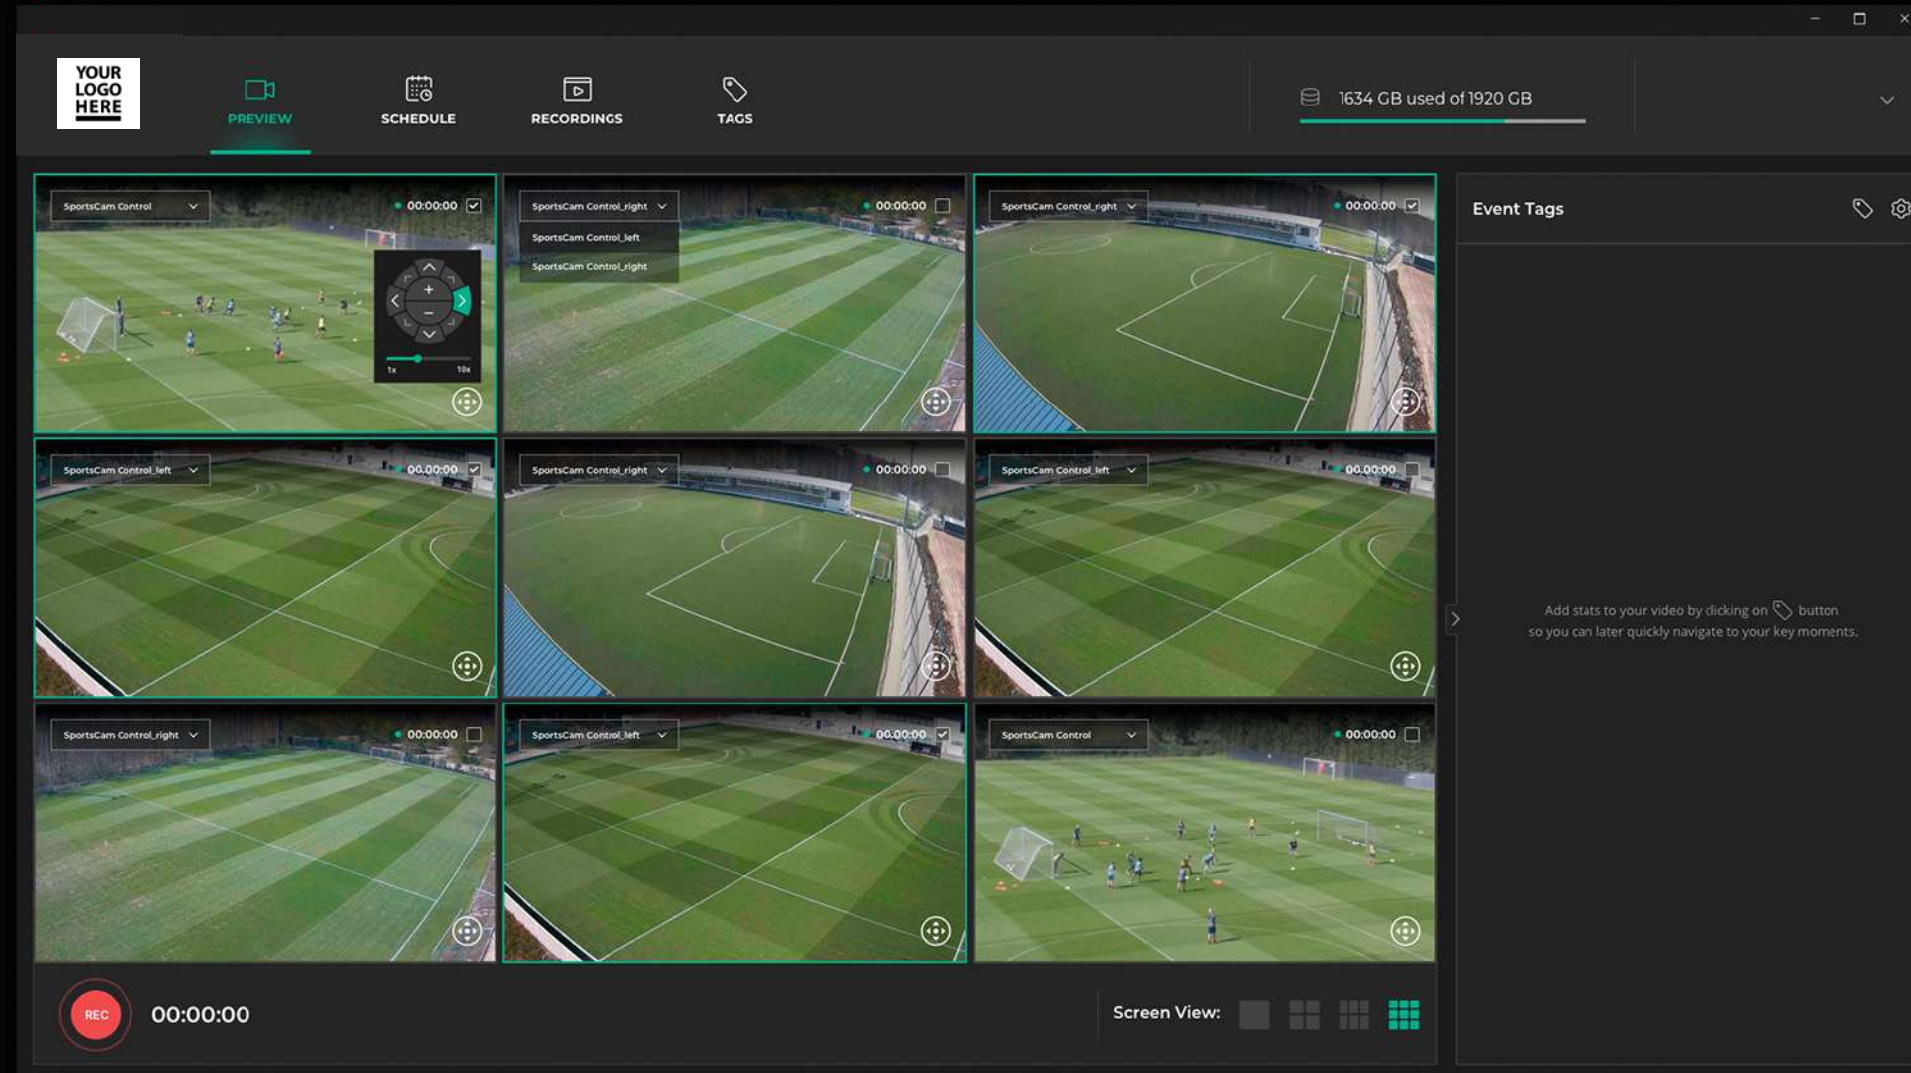 YOUR
LOGO
HERE
PREVIEW
SCHEDULE
RECORDINGS
TAGS
1634 GB used of 1920 GB
SportsCam Control
00:00:00
1x
10x
SportsCam Control_right
00:00:00
SportsCam Control_left
SportsCam Control_right
SportsCam Control_right
00:00:00
Event Tags
SportsCam Control_left
00:00:00
SportsCam Control_right
00:00:00
SportsCam Control_left
00:00:00
Add stats to your video by clicking on button
so you can later quickly navigate to your key moments.
SportsCam Control_right
00:00:00
SportsCam Control_left
00:00:00
SportsCam Control
00:00:00
REC
00:00:00
Screen View: